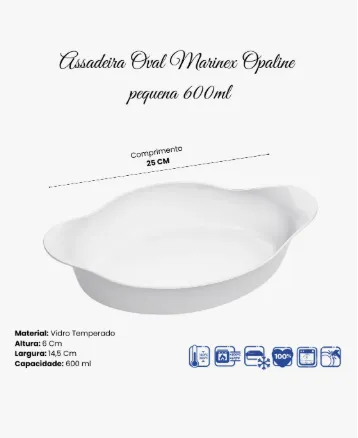 Assadeira Oval Marinex Opaline
pequena 600ml
Comprimento
25 CM
Material: Vidro Temperado
Altura: 6 Cm
Largura: 14,5 Cm
Capacidade: 600 ml
100%